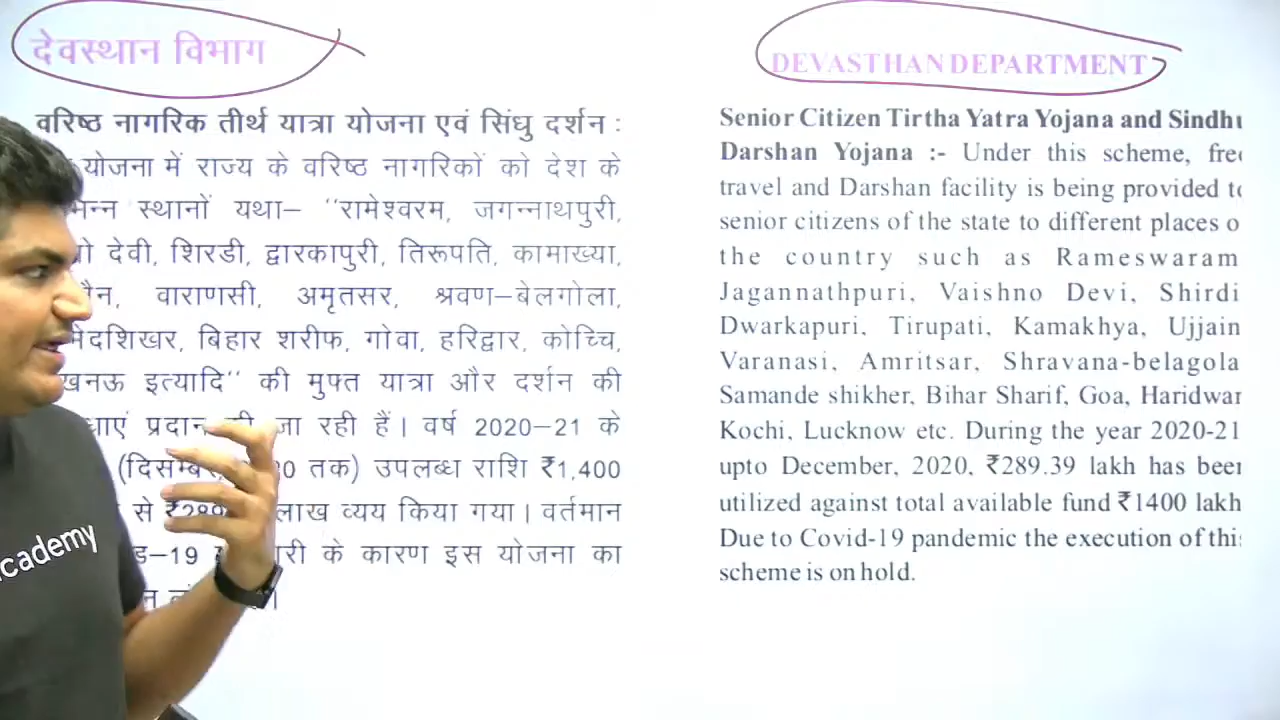 देवस्थान विभाग
वरिष्ठ नागरिक तीर्थ यात्रा योजना एवं सिंधु दर्शन :
योजना में राज्य के वरिष्ठ नागरिकों को देश के
स्थानों यथा– "रामेश्वरम, जगन्नाथपुरी,
देवी, शिरडी, द्वारकापुरी, तिरूपति, कामाख्या,
वाराणसी, अमृतसर, श्रवण–बेलगोला,
बिहार शरीफ, गोवा, हरिद्वार, कोच्चि,
इत्यादि" की मुफ्त यात्रा और दर्शन की
प्रदान की जा रही हैं। वर्ष 2020–21 के
(दिसम्बर, तक) उपलब्ध राशि ₹1,400
से लाख व्यय किया गया। वर्तमान
–19 के कारण इस योजना का
DEVASTHAN DEPARTMENT
Senior Citizen Tirtha Yatra Yojana and Sindhu
Darshan Yojana :- Under this scheme, free
travel and Darshan facility is being provided to
senior citizens of the state to different places o
the country such as Rameswaram
Jagannathpuri, Vaishno Devi, Shirdi
Dwarkapuri, Tirupati, Kamakhya, Ujjain
Varanasi, Amritsar, Shravana-belagola
Samande shikher, Bihar Sharif, Goa, Haridwar
Kochi, Lucknow etc. During the year 2020-21
upto December, 2020, ₹289.39 lakh has been
utilized against total available fund ₹1400 lakh
Due to Covid-19 pandemic the execution of this
scheme is on hold.
cademy